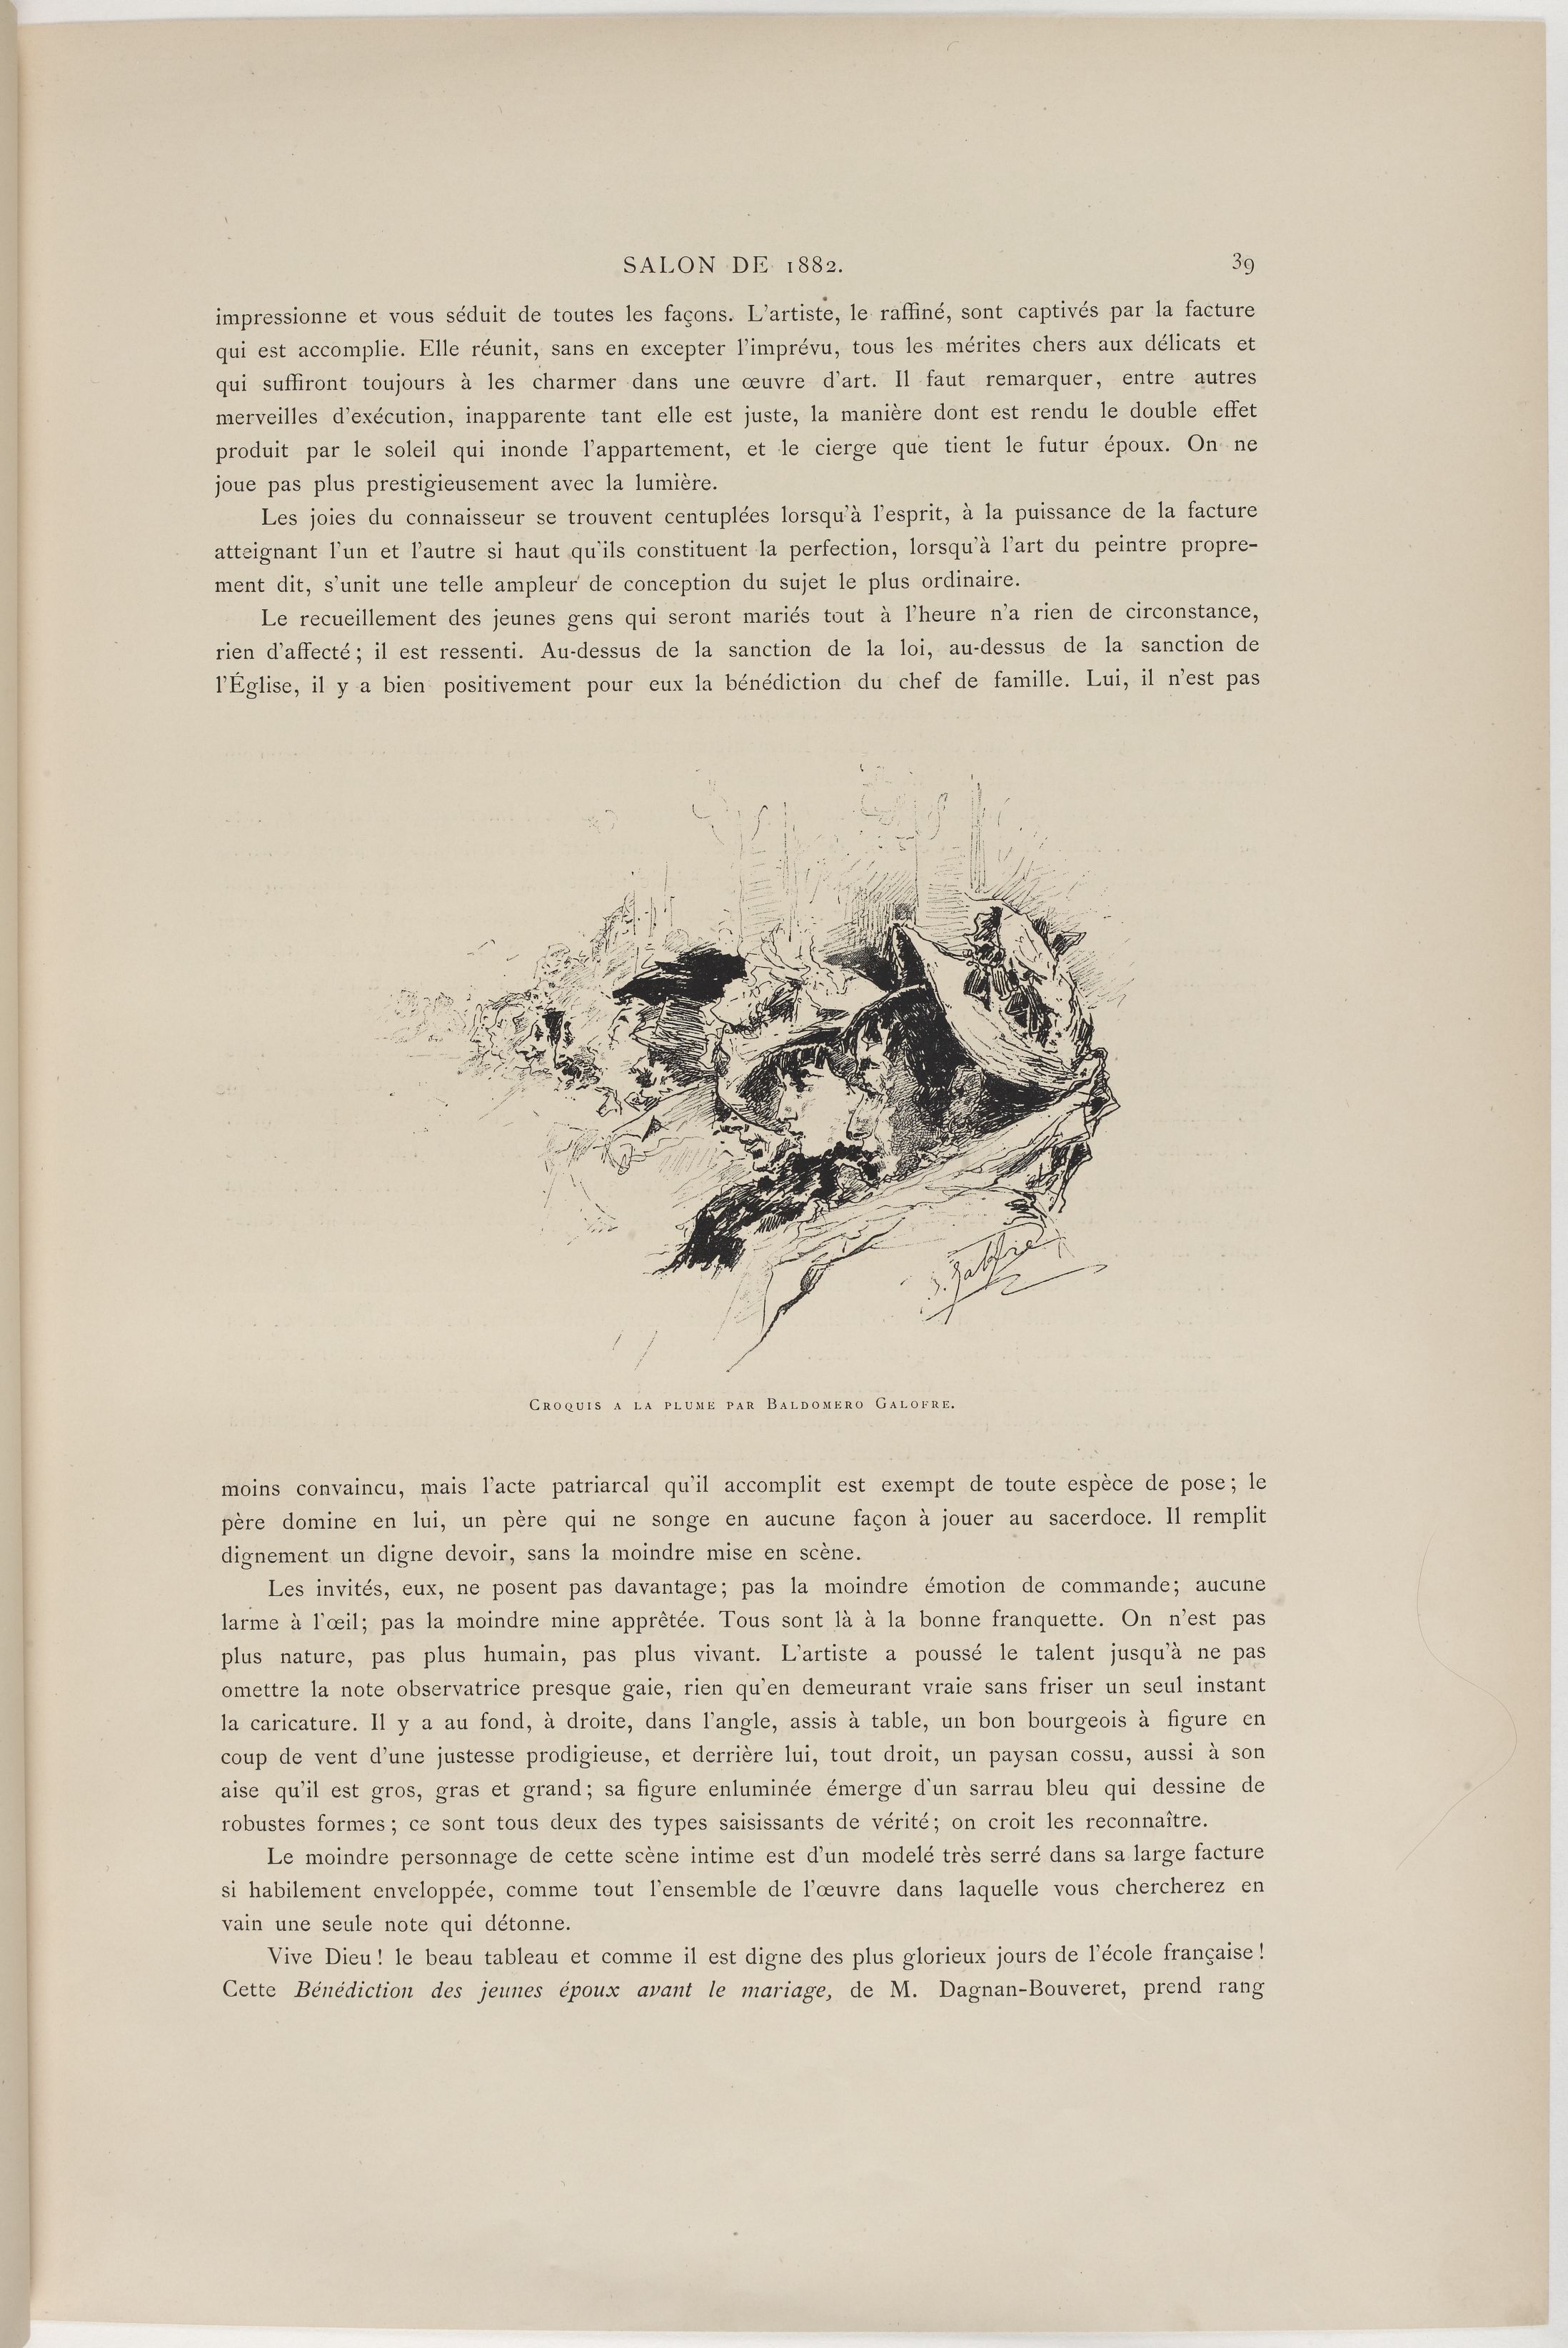 SALON DE 1882. 39
impressionne et vous séduit de toutes les façons. L'artiste, le raffiné, sont captivés par la facture
qui est accomplie. Elle réunit, sans en excepter l'imprévu, tous les mérites chers aux délicats et
qui suffiront toujours à les charmer dans une œuvre d'art. Il faut remarquer, entre autres
merveilles d'exécution, inapparente tant elle est juste, la manière dont est rendu le double effet
produit par le soleil qui inonde l'appartement, et le cierge que tient le futur époux. On ne
joue pas plus prestigieusement avec la lumière.
Les joies du connaisseur se trouvent centuplées lorsqu'à l'esprit, à la puissance de la facture
atteignant l'un et l'autre si haut qu'ils constituent la perfection, lorsqu'à l'art du peintre propre-
ment dit, s'unit une telle ampleur de conception du sujet le plus ordinaire.
Le recueillement des jeunes gens qui seront mariés tout à l'heure n'a rien de circonstance,
rien d'affecté; il est ressenti. Au-dessus de la sanction de la loi, au-dessus de la sanction de
l'Église, il y a bien positivement pour eux la bénédiction du chef de famille. Lui, il n'est pas
B. Galofre
CROQUIS A LA PLUME PAR BALDOMERO GALOFRE.
moins convaincu, mais l'acte patriarcal qu'il accomplit est exempt de toute espèce de pose; le
père domine en lui, un père qui ne songe en aucune façon à jouer au sacerdoce. Il remplit
dignement un digne devoir, sans la moindre mise en scène.
Les invités, eux, ne posent pas davantage; pas la moindre émotion de commande; aucune
larme à l'œil; pas la moindre mine apprêtée. Tous sont là à la bonne franquette. On n'est pas
plus nature, pas plus humain, pas plus vivant. L'artiste a poussé le talent jusqu'à ne pas
omettre la note observatrice presque gaie, rien qu'en demeurant vraie sans friser un seul instant
la caricature. Il y a au fond, à droite, dans l'angle, assis à table, un bon bourgeois à figure en
coup de vent d'une justesse prodigieuse, et derrière lui, tout droit, un paysan cossu, aussi à son
aise qu'il est gros, gras et grand; sa figure enluminée émerge d'un sarrau bleu qui dessine de
robustes formes; ce sont tous deux des types saisissants de vérité; on croit les reconnaître.
Le moindre personnage de cette scène intime est d'un modelé très serré dans sa large facture
si habilement enveloppée, comme tout l'ensemble de l'œuvre dans laquelle vous chercherez en
vain une seule note qui détonne.
Vive Dieu! le beau tableau et comme il est digne des plus glorieux jours de l'école française!
Cette Bénédiction des jeunes époux avant le mariage, de M. Dagnan-Bouveret, prend rang